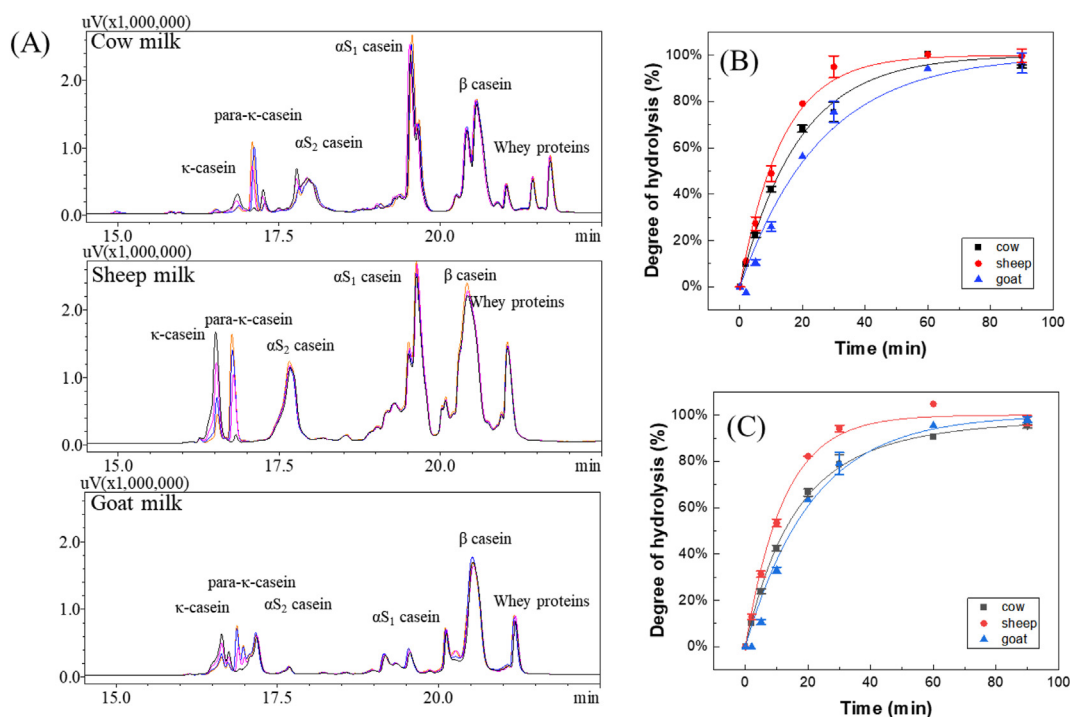 (A)
uV(x1,000,000)
Cow milk
αS₁ casein
β casein
para-κ-casein
αS₂ casein
κ-casein
Whey proteins
2.0
1.0
0.0
15.0 17.5 20.0 min
uV(x1,000,000)
Sheep milk
αS₁ casein
β casein
Whey proteins
κ-casein
para-κ-casein
αS₂ casein
2.0
1.0
0.0
15.0 17.5 20.0 min
uV(x1,000,000)
Goat milk
β casein
para-κ-casein
κ-casein
αS₂ casein
αS₁ casein
Whey proteins
2.0
1.0
0.0
15.0 17.5 20.0 min
(B)
Degree of hydrolysis (%)
100%
80%
60%
40%
20%
0%
cow
sheep
goat
0 20 40 60 80 100
Time (min)
(C)
Degree of hydrolysis (%)
100%
80%
60%
40%
20%
0%
cow
sheep
goat
0 20 40 60 80 100
Time (min)